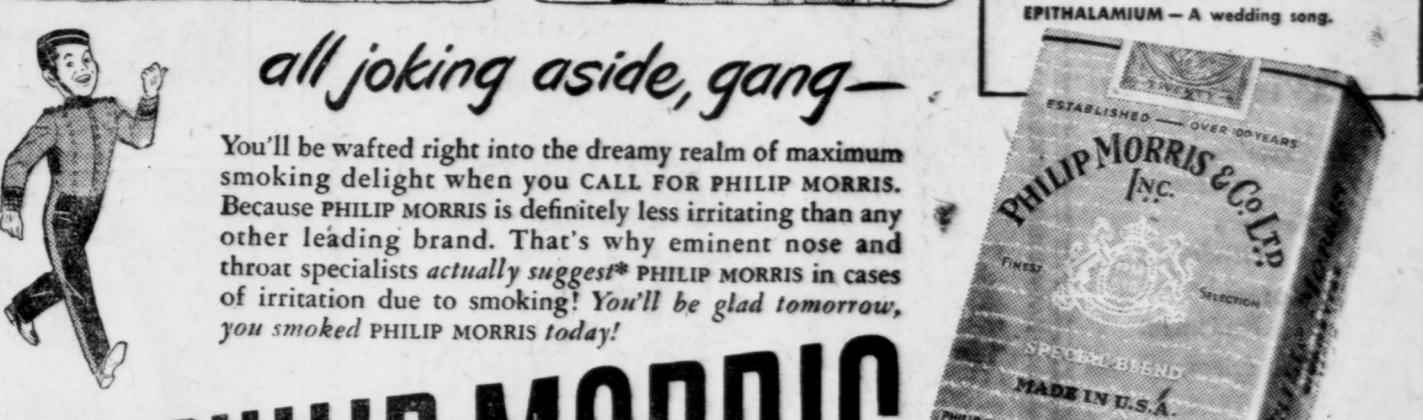 EPITHALAMIUM — A wedding song.
all joking aside, gang—
You'll be wafted right into the dreamy realm of maximum
smoking delight when you CALL FOR PHILIP MORRIS.
Because PHILIP MORRIS is definitely less irritating than any
other leading brand. That's why eminent nose and
throat specialists actually suggest* PHILIP MORRIS in cases
of irritation due to smoking! You'll be glad tomorrow,
you smoked PHILIP MORRIS today!
PHILIP MORRIS
TWENTY
ESTABLISHED — OVER 100 YEARS
PHILIP MORRIS & CO LTD
INC.
FINEST
SELECTION
SPECIAL BLEND
MADE IN U.S.A.